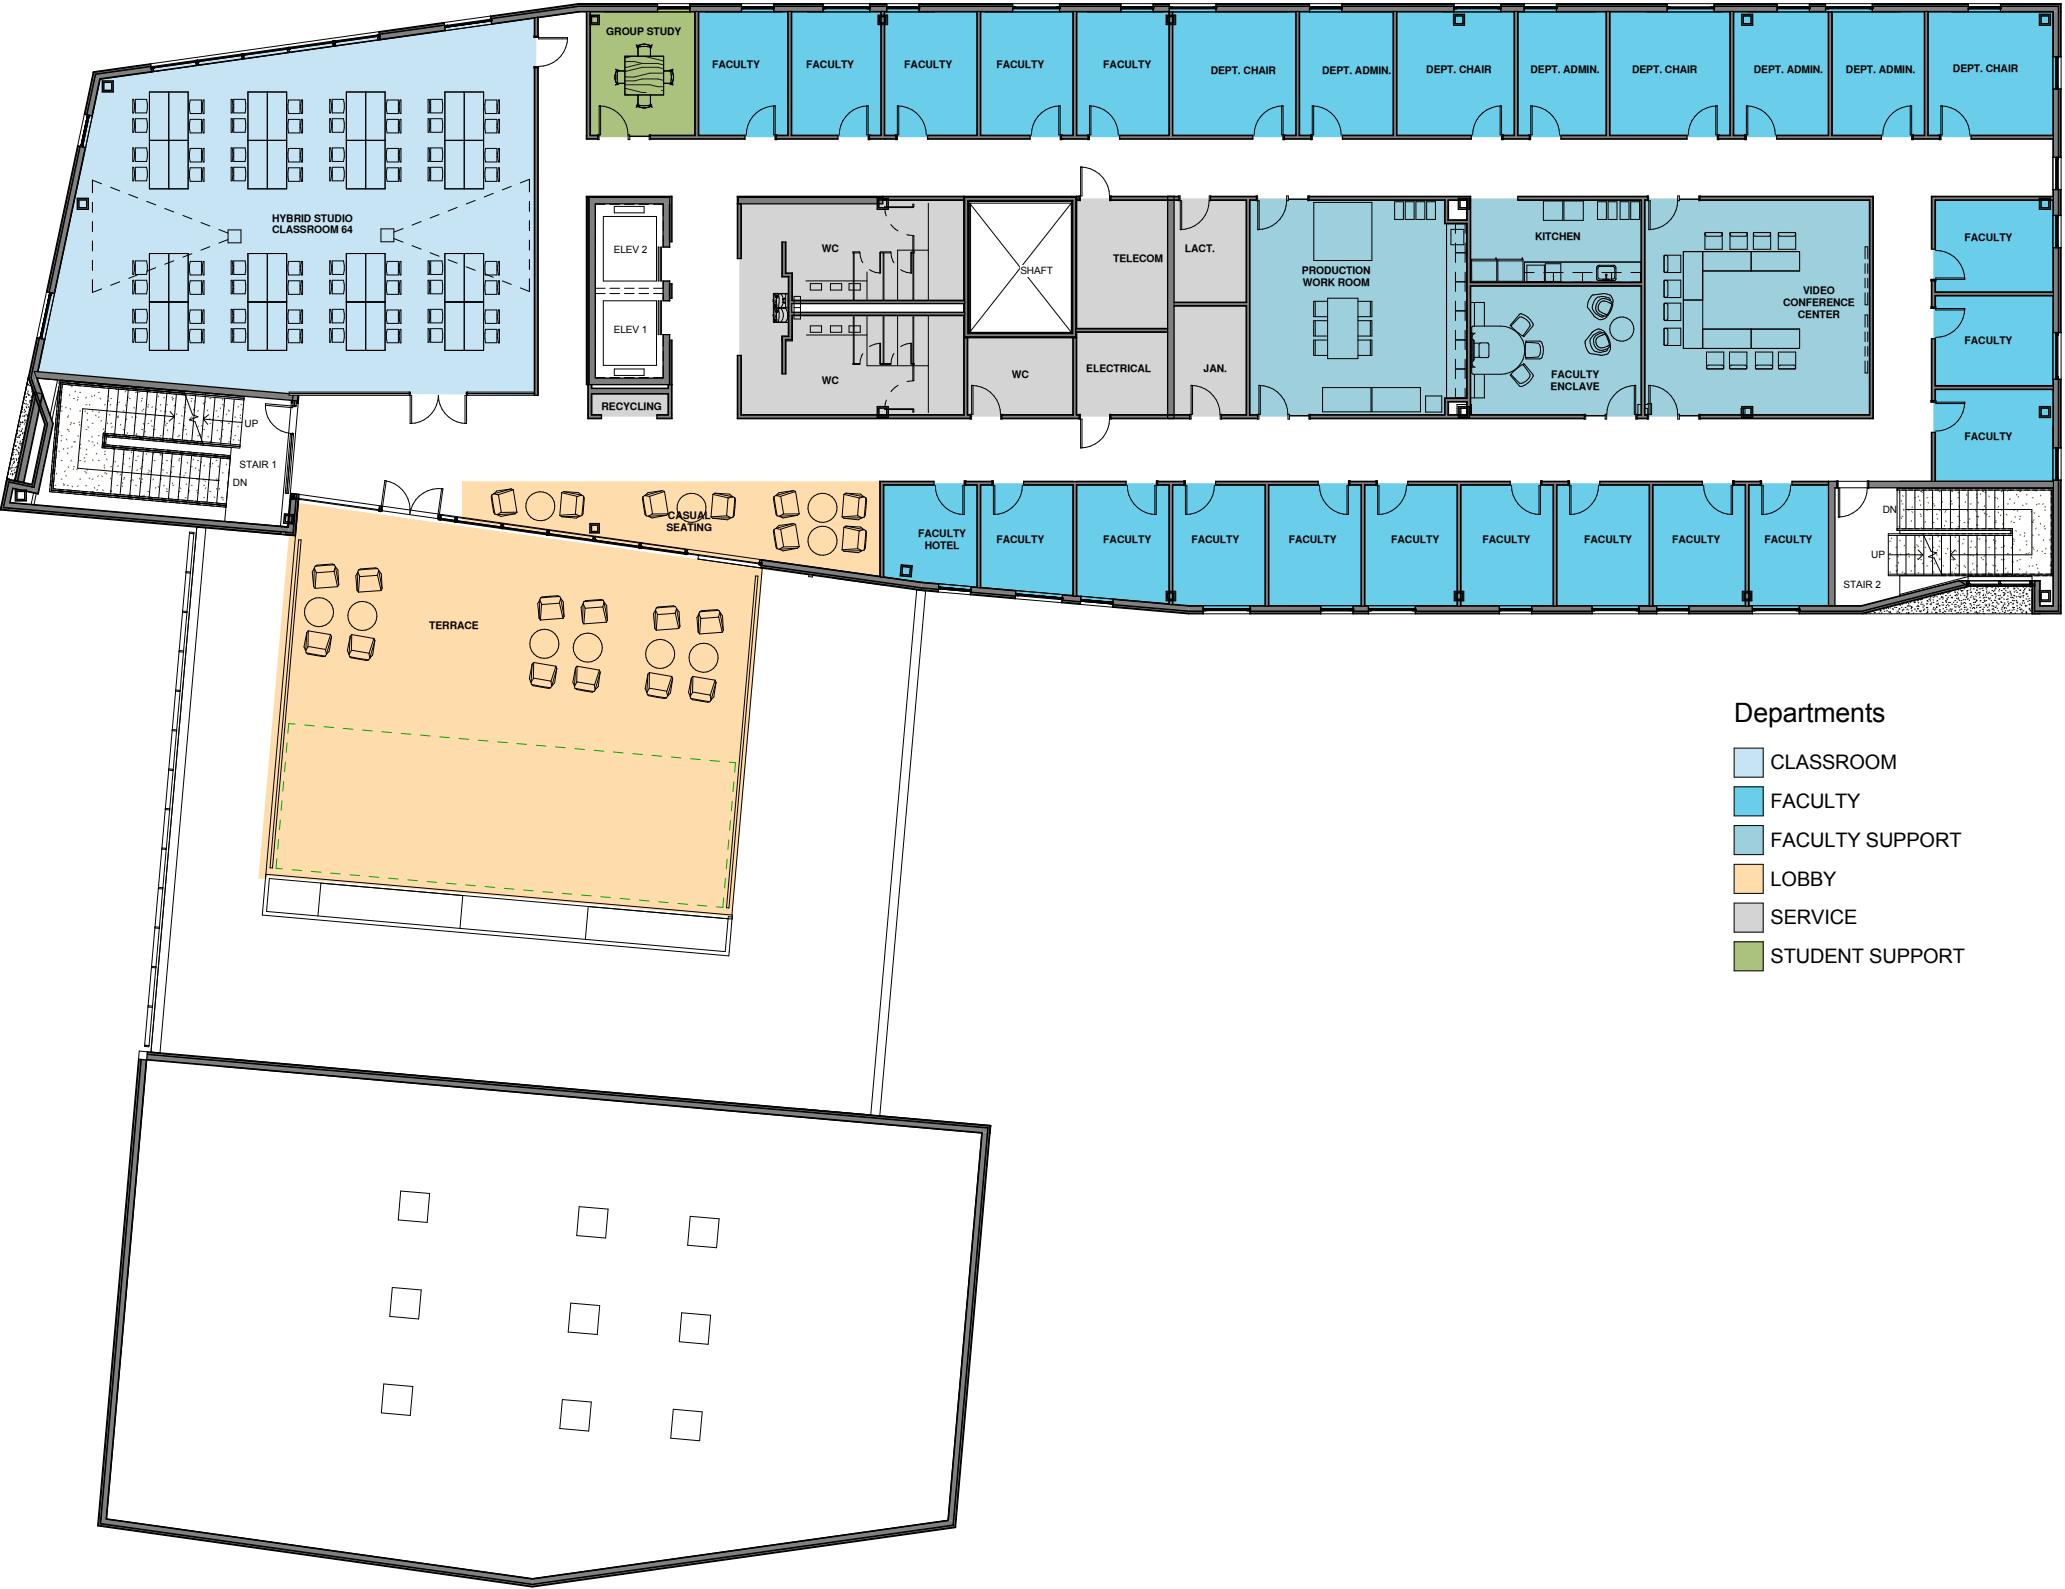 GROUP STUDY
FACULTY
FACULTY
FACULTY
FACULTY
FACULTY
DEPT. CHAIR
DEPT. ADMIN.
DEPT. CHAIR
DEPT. ADMIN.
DEPT. CHAIR
DEPT. ADMIN.
DEPT. ADMIN.
DEPT. CHAIR
HYBRID STUDIO
CLASSROOM 64
ELEV 2
ELEV 1
RECYCLING
WC
WC
SHAFT
WC
TELECOM
ELECTRICAL
LACT.
JAN.
PRODUCTION
WORK ROOM
KITCHEN
FACULTY
ENCLAVE
VIDEO
CONFERENCE
CENTER
FACULTY
FACULTY
FACULTY
UP
STAIR 1
DN
CASUAL
SEATING
FACULTY
HOTEL
FACULTY
FACULTY
FACULTY
FACULTY
FACULTY
FACULTY
FACULTY
FACULTY
FACULTY
DN
UP
STAIR 2
TERRACE
Departments
CLASSROOM
FACULTY
FACULTY SUPPORT
LOBBY
SERVICE
STUDENT SUPPORT